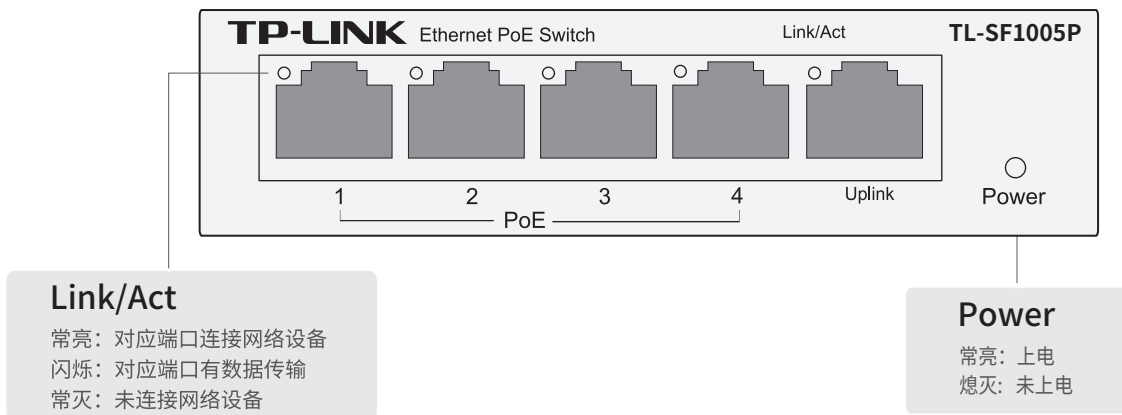 TP-LINK Ethernet PoE Switch Link/Act TL-SF1005P
1 2 3 4 Uplink Power
PoE
Link/Act
常亮：对应端口连接网络设备
闪烁：对应端口有数据传输
常灭：未连接网络设备
Power
常亮：上电
熄灭：未上电